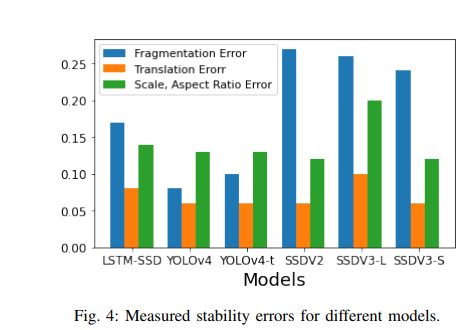 Fragmentation Error
Translation Erorr
Scale, Aspect Ratio Error
0.25
0.20
0.15
0.10
0.05
0.00
LSTM-SSD YOLOv4 YOLOv4-t SSDV2 SSDV3-L SSDV3-S
Models
Fig. 4: Measured stability errors for different models.